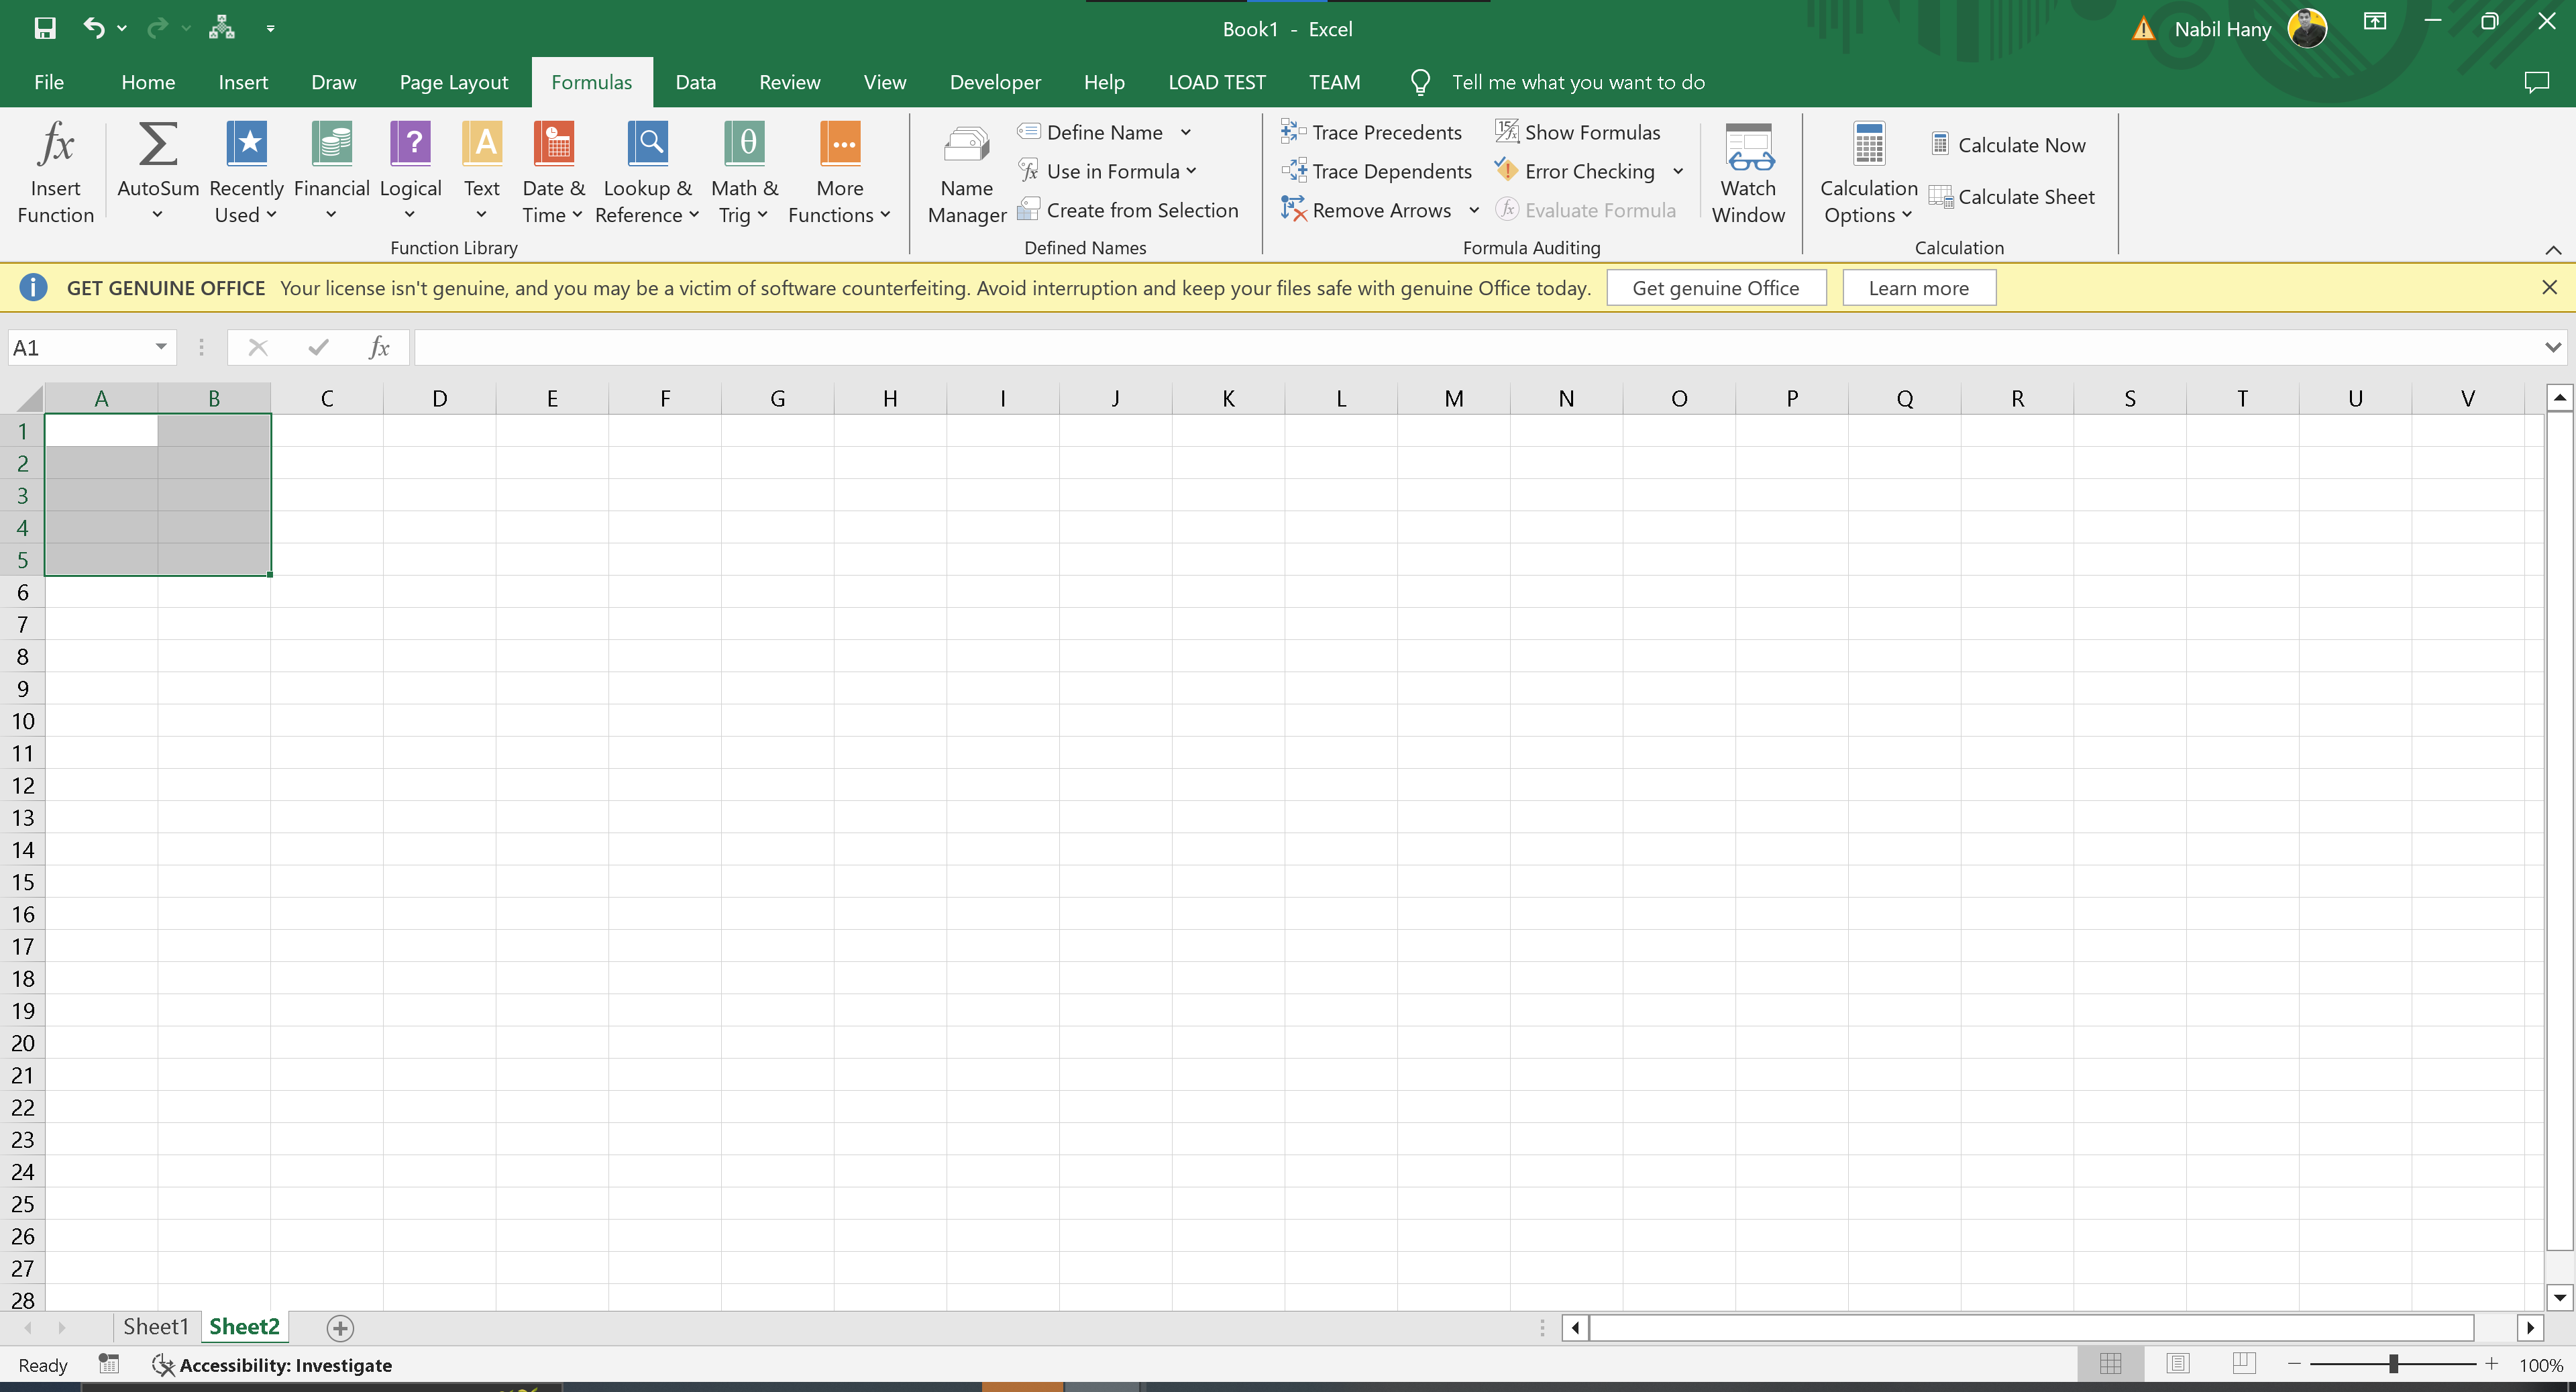 Book1 - Excel
Nabil Hany
File Home Insert Draw Page Layout Formulas Data Review View Developer Help LOAD TEST TEAM Tell me what you want to do
fx Insert Function
AutoSum
Recently Used
Financial
Logical
Text
Date & Time
Lookup & Reference
Math & Trig
More Functions
Function Library
Name Manager
Define Name
Use in Formula
Create from Selection
Defined Names
Trace Precedents
Trace Dependents
Remove Arrows
Show Formulas
Error Checking
Evaluate Formula
Watch Window
Formula Auditing
Calculation Options
Calculate Now
Calculate Sheet
Calculation
GET GENUINE OFFICE Your license isn't genuine, and you may be a victim of software counterfeiting. Avoid interruption and keep your files safe with genuine Office today. Get genuine Office Learn more
A1 fx
A B C D E F G H I J K L M N O P Q R S T U V
1
2
3
4
5
6
7
8
9
10
11
12
13
14
15
16
17
18
19
20
21
22
23
24
25
26
27
28
Sheet1 Sheet2
Ready Accessibility: Investigate 100%